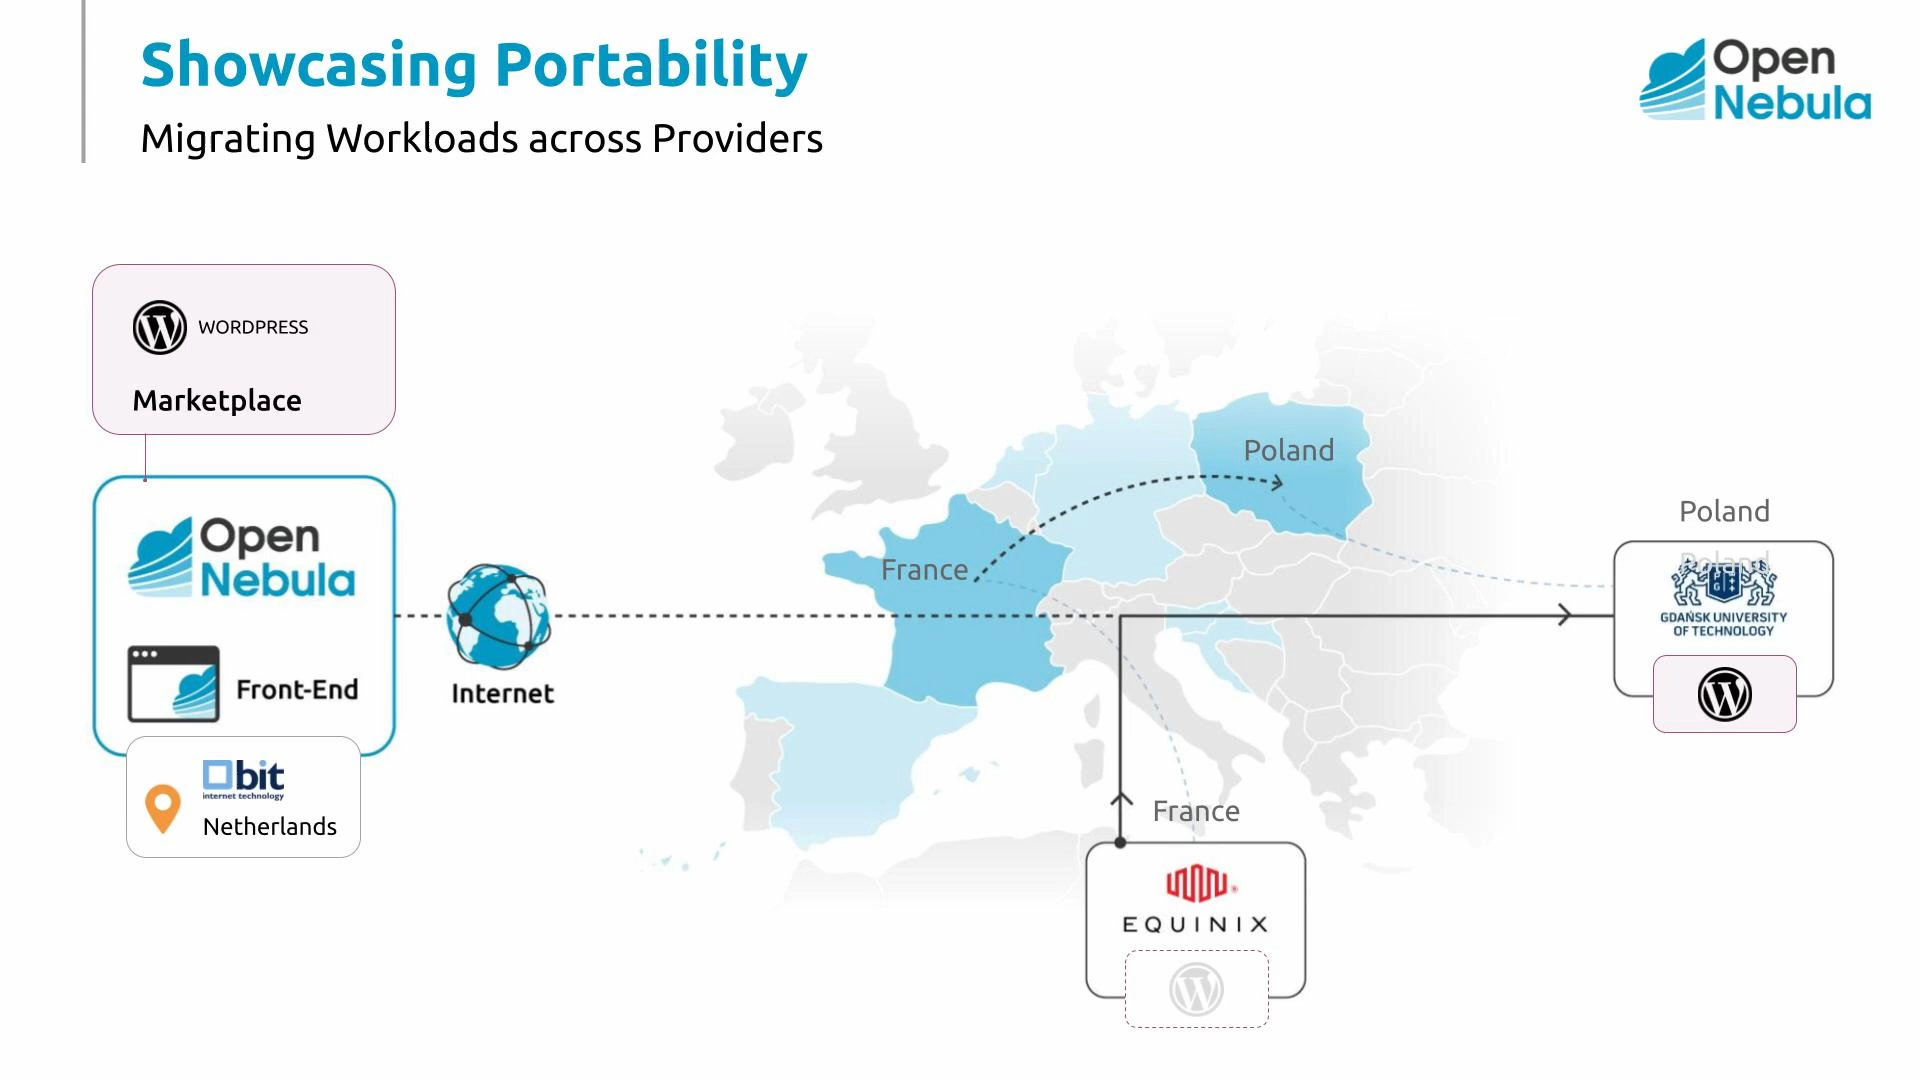 Showcasing Portability
Migrating Workloads across Providers
Open
Nebula
WORDPRESS
Marketplace
Open
Nebula
Front-End
bit
internet technology
Netherlands
Internet
France
Poland
Poland
Poland
GDAŃSK UNIVERSITY
OF TECHNOLOGY
France
EQUINIX